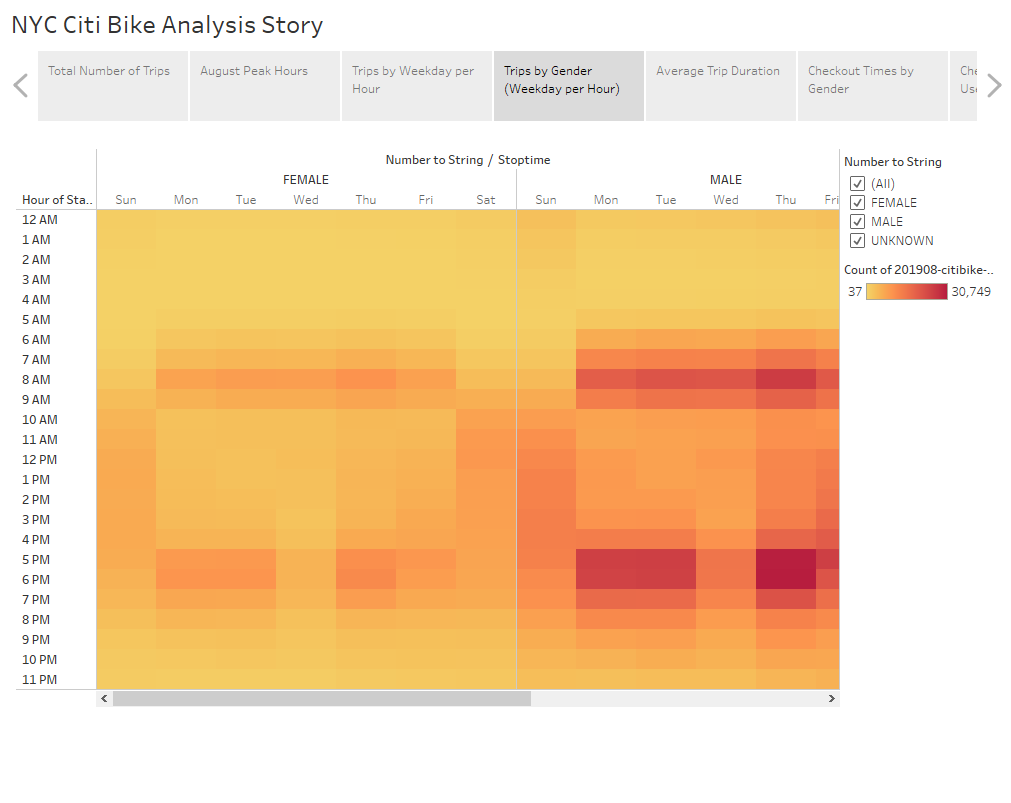 NYC Citi Bike Analysis Story
Total Number of Trips
August Peak Hours
Trips by Weekday per
Hour
Trips by Gender
(Weekday per Hour)
Average Trip Duration
Checkout Times by
Gender
Che
Use
Number to String / Stoptime
FEMALE MALE
Hour of Sta.. Sun Mon Tue Wed Thu Fri Sat Sun Mon Tue Wed Thu Fri
12 AM
1 AM
2 AM
3 AM
4 AM
5 AM
6 AM
7 AM
8 AM
9 AM
10 AM
11 AM
12 PM
1 PM
2 PM
3 PM
4 PM
5 PM
6 PM
7 PM
8 PM
9 PM
10 PM
11 PM
Number to String
(All)
FEMALE
MALE
UNKNOWN
Count of 201908-citibike-..
37 30,749